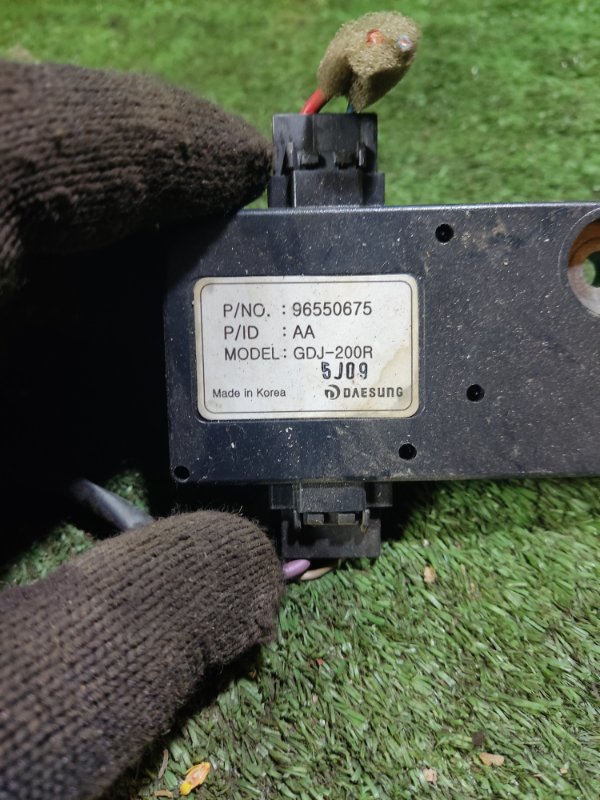 P/NO. : 96550675
P/ID : AA
MODEL: GDJ-200R
5J09
Made in Korea DAESUNG